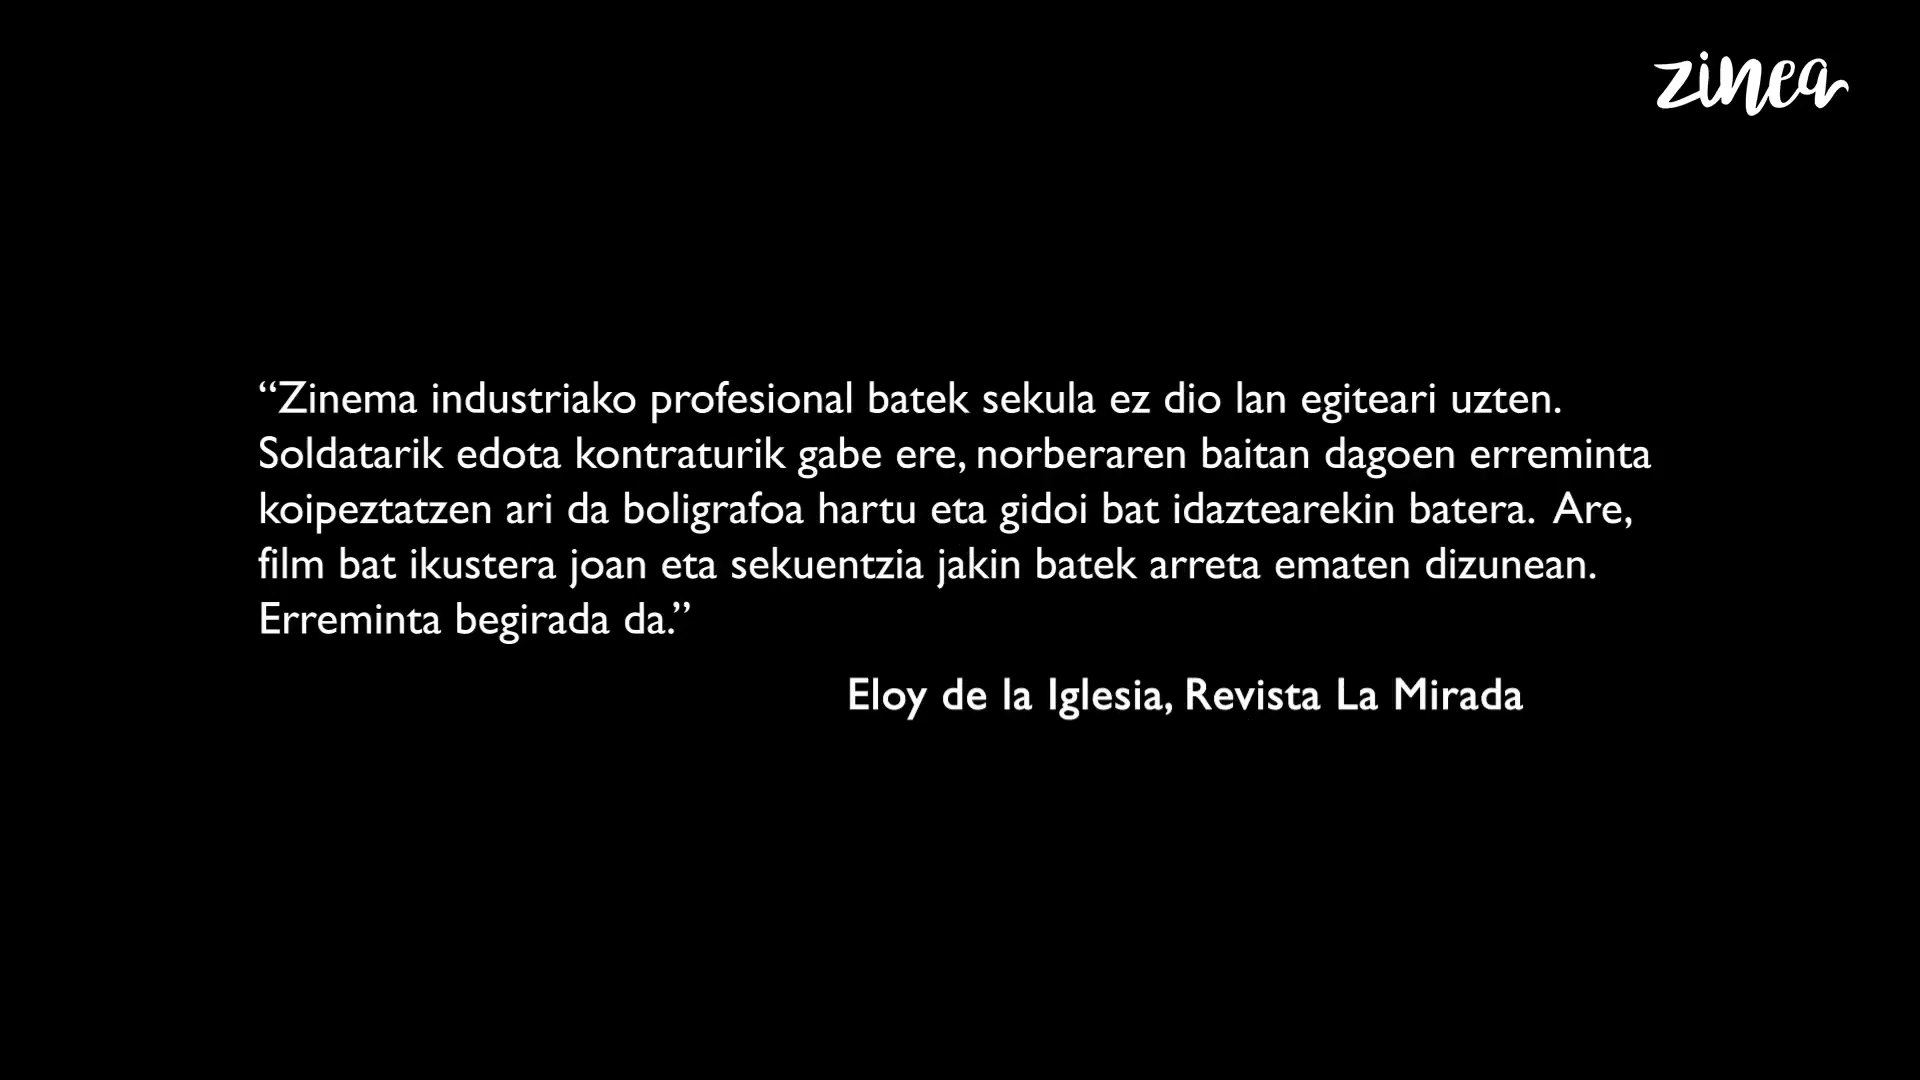 zinea
“Zinema industriako profesional batek sekula ez dio lan egiteari uzten.
Soldatarik edota kontraturik gabe ere, norberaren baitan dagoen erreminta
koipeztatzen ari da boligrafoa hartu eta gidoi bat idaztearekin batera. Are,
film bat ikustera joan eta sekuentzia jakin batek arreta ematen dizunean.
Erreminta begirada da.”
Eloy de la Iglesia, Revista La Mirada